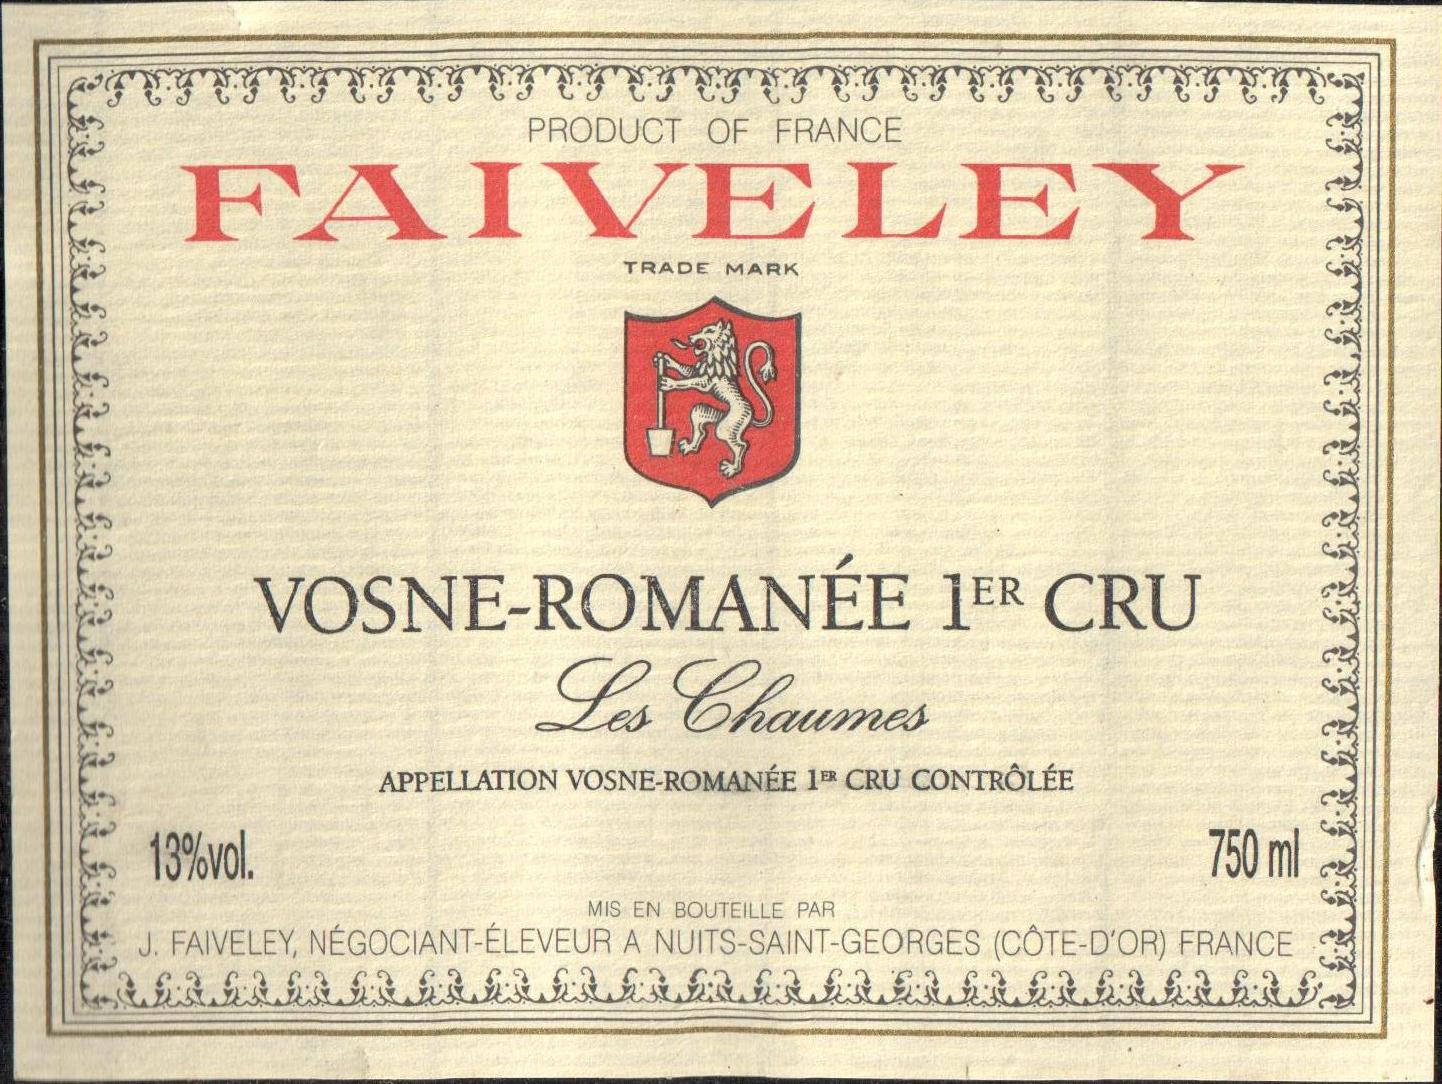 PRODUCT OF FRANCE
FAIVELEY
TRADE MARK
VOSNE-ROMANÉE 1ER CRU
Les Chaumes
APPELLATION VOSNE-ROMANÉE 1ER CRU CONTRÔLÉE
13%vol.
750 ml
MIS EN BOUTEILLE PAR
J. FAIVELEY, NÉGOCIANT-ÉLEVEUR A NUITS-SAINT-GEORGES (CÔTE-D'OR) FRANCE